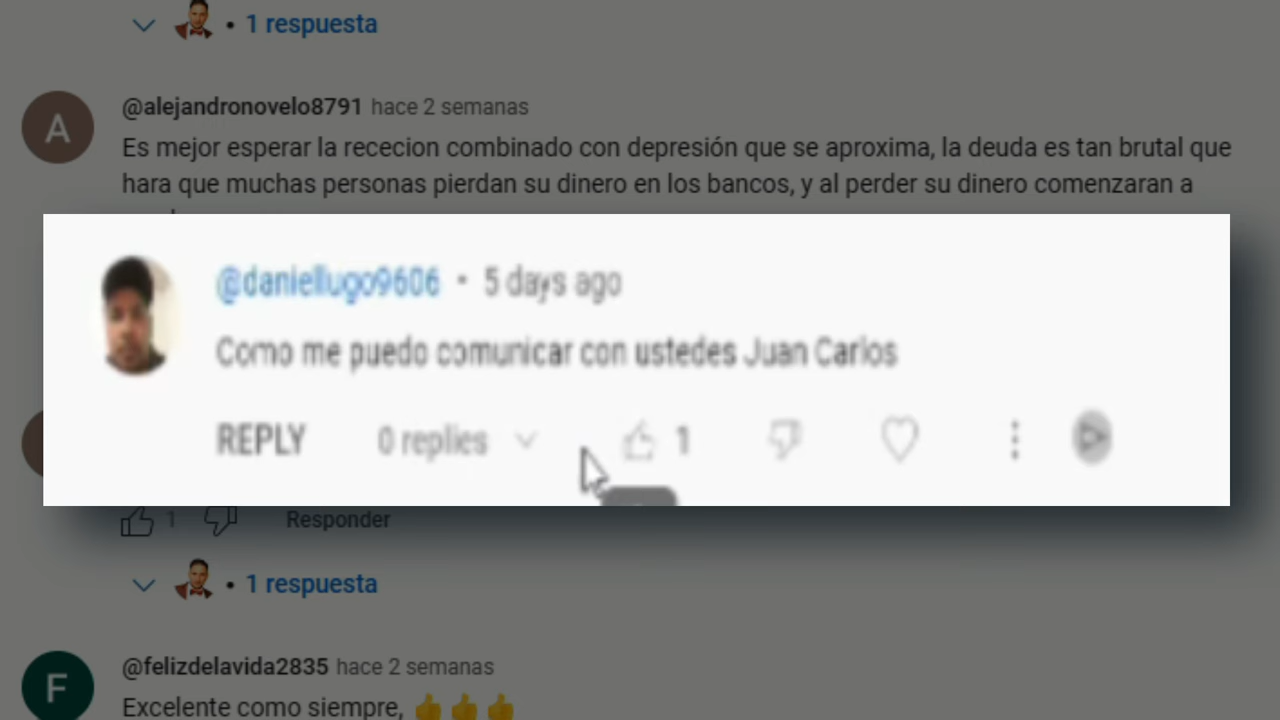 • 1 respuesta
@alejandronovelo8791 hace 2 semanas
A
Es mejor esperar la rececion combinado con depresión que se aproxima, la deuda es tan brutal que
hara que muchas personas pierdan su dinero en los bancos, y al perder su dinero comenzaran a
@daniellugo9606 • 5 days ago
Como me puedo comunicar con ustedes Juan Carlos
REPLY 0 replies 1
1 Responder
• 1 respuesta
@felizdelavida2835 hace 2 semanas
F
Excelente como siempre, 👍👍👍